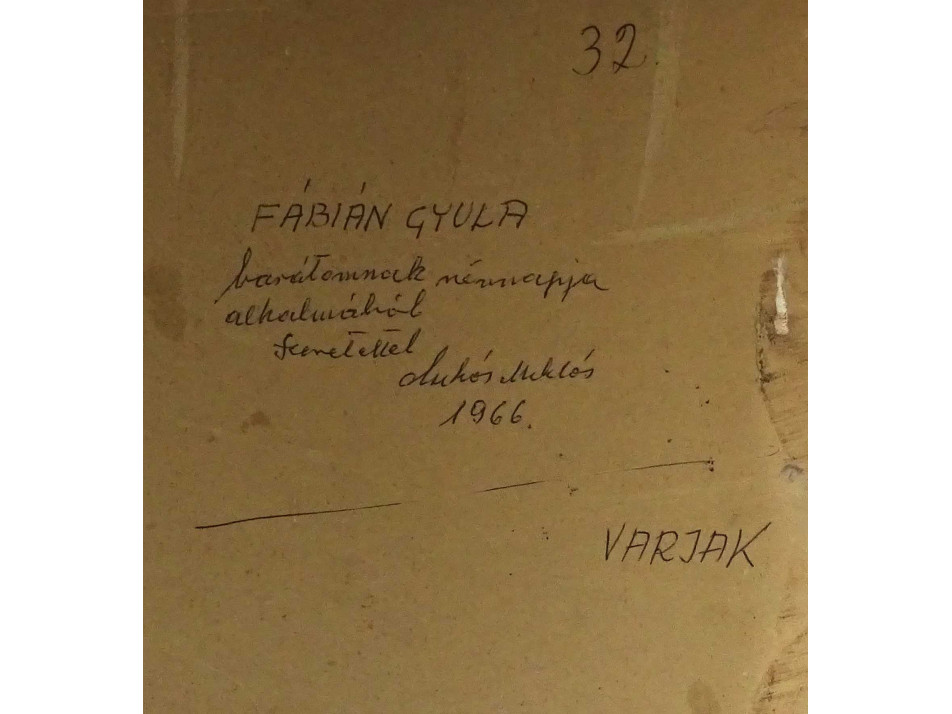 32.
FÁBIÁN GYULA
barátomnak névnapja
alkalmából
szeretettel
Miklós
1966.
VARJAK